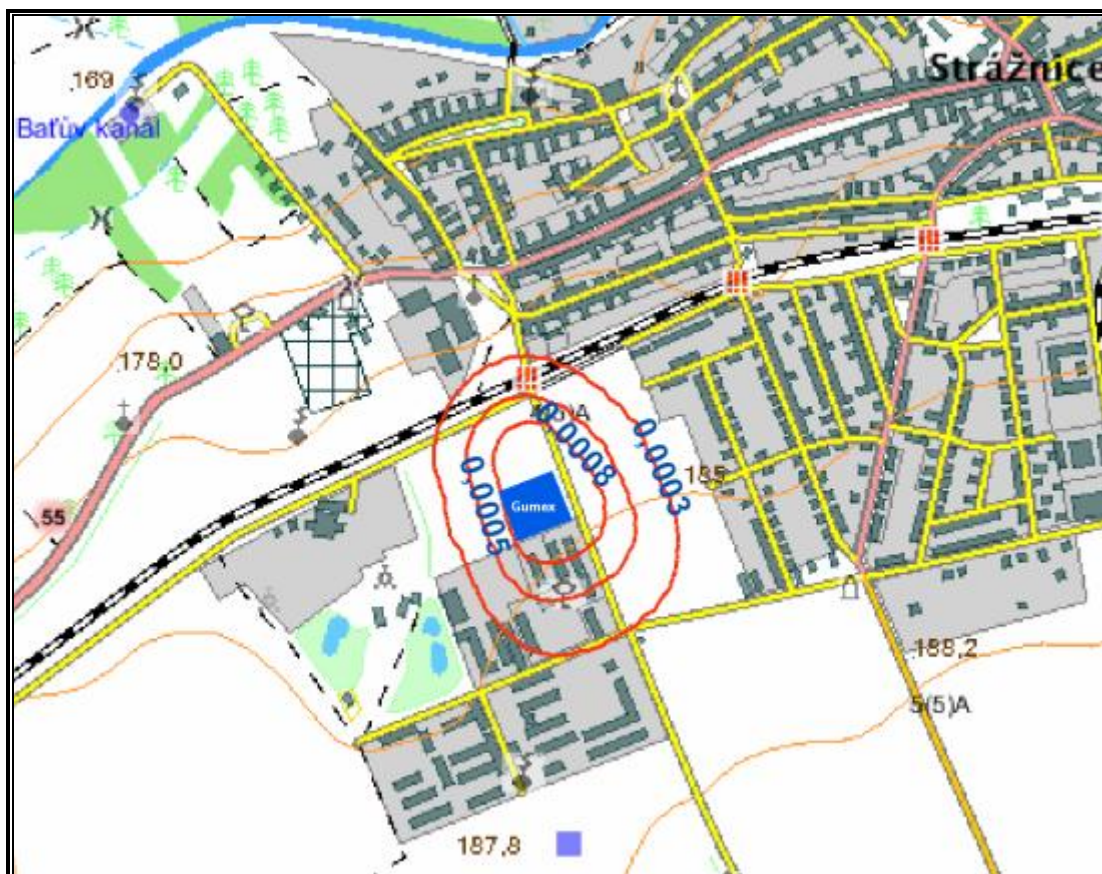 Strážnice
169
Baťův kanál
178,0
0,0008
0,0003
185
0,0005
Gumex
55
188,2
5(5)A
187,8